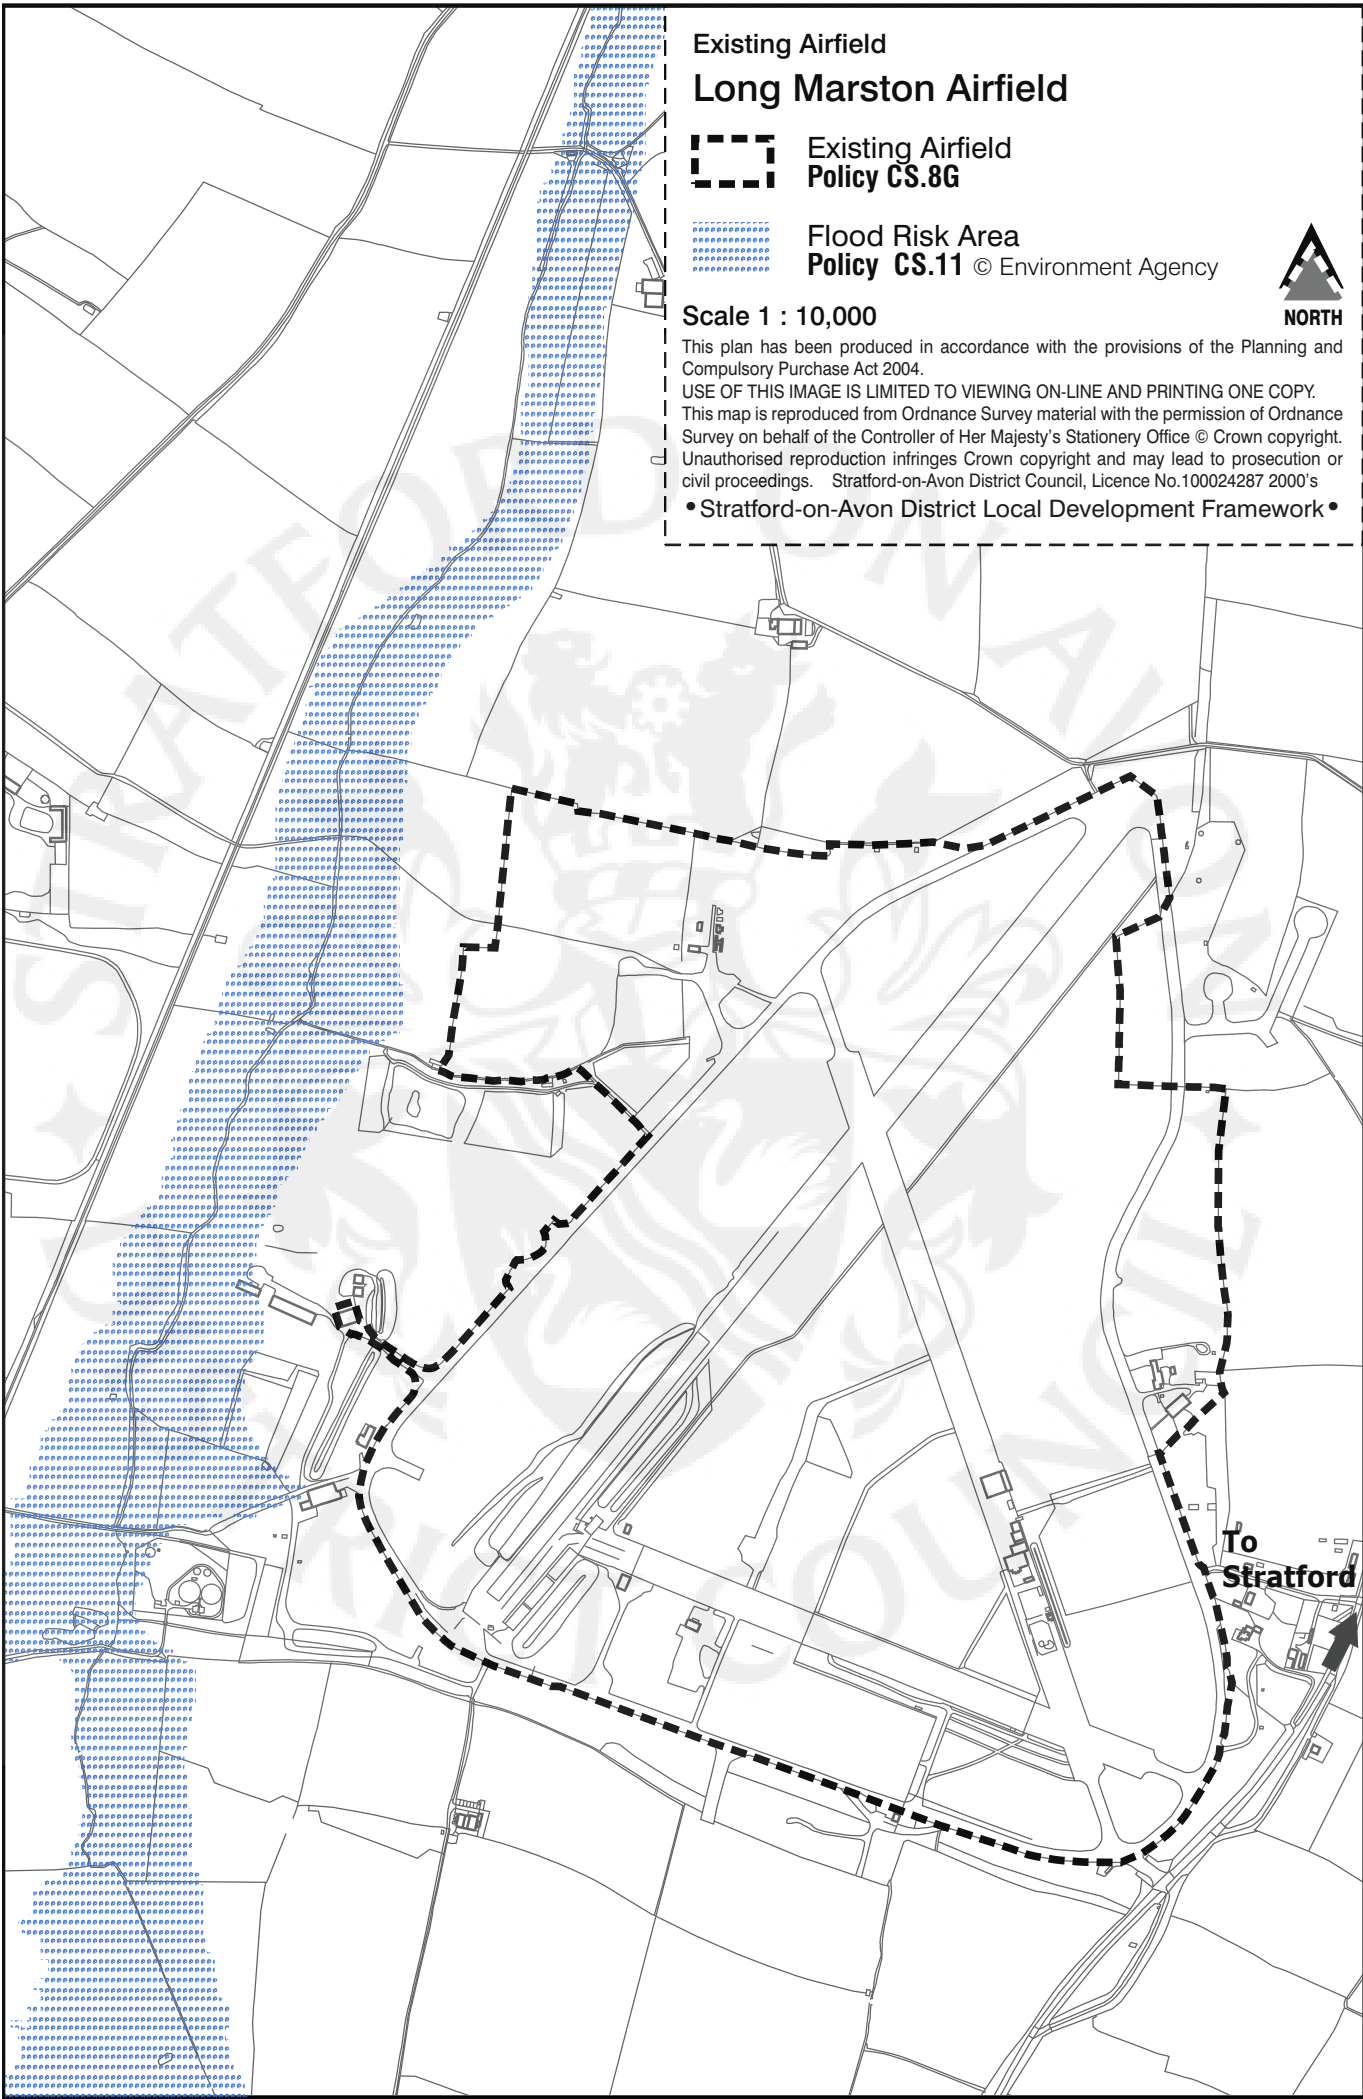 Existing Airfield
Long Marston Airfield
Existing Airfield
Policy CS.8G
Flood Risk Area
Policy CS.11 © Environment Agency
NORTH
Scale 1 : 10,000
This plan has been produced in accordance with the provisions of the Planning and
Compulsory Purchase Act 2004.
USE OF THIS IMAGE IS LIMITED TO VIEWING ON-LINE AND PRINTING ONE COPY.
This map is reproduced from Ordnance Survey material with the permission of Ordnance
Survey on behalf of the Controller of Her Majesty's Stationery Office © Crown copyright.
Unauthorised reproduction infringes Crown copyright and may lead to prosecution or
civil proceedings. Stratford-on-Avon District Council, Licence No.100024287 2000's
•Stratford-on-Avon District Local Development Framework•
STRATFORD ON AVON
DISTRICT COUNCIL
To
Stratford